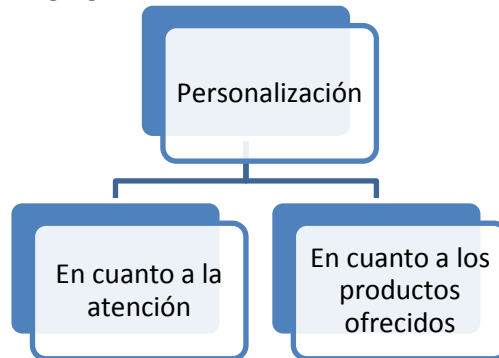 Personalización
En cuanto a la
atención
En cuanto a los
productos
ofrecidos